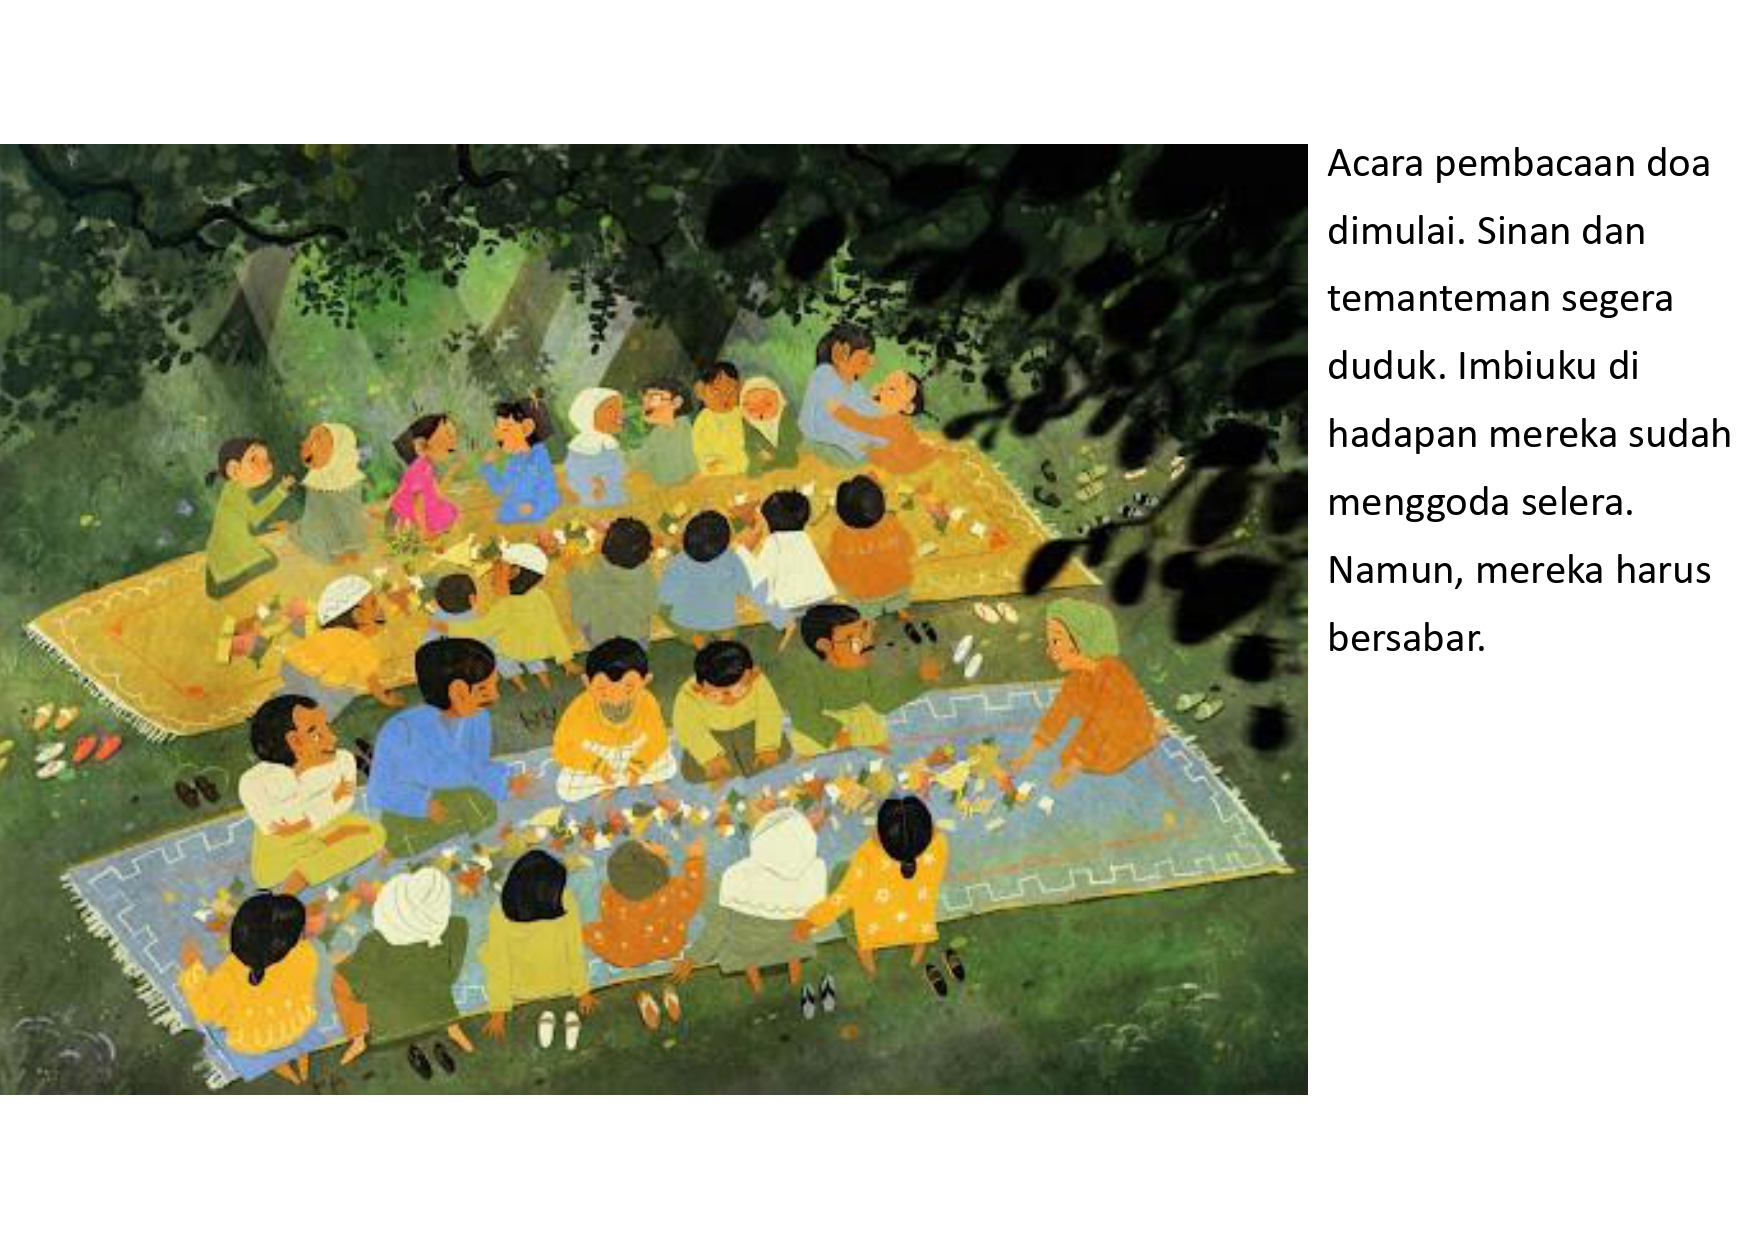 Acara pembacaan doa
dimulai. Sinan dan
temanteman segera
duduk. Imbiuku di
hadapan mereka sudah
menggoda selera.
Namun, mereka harus
bersabar.